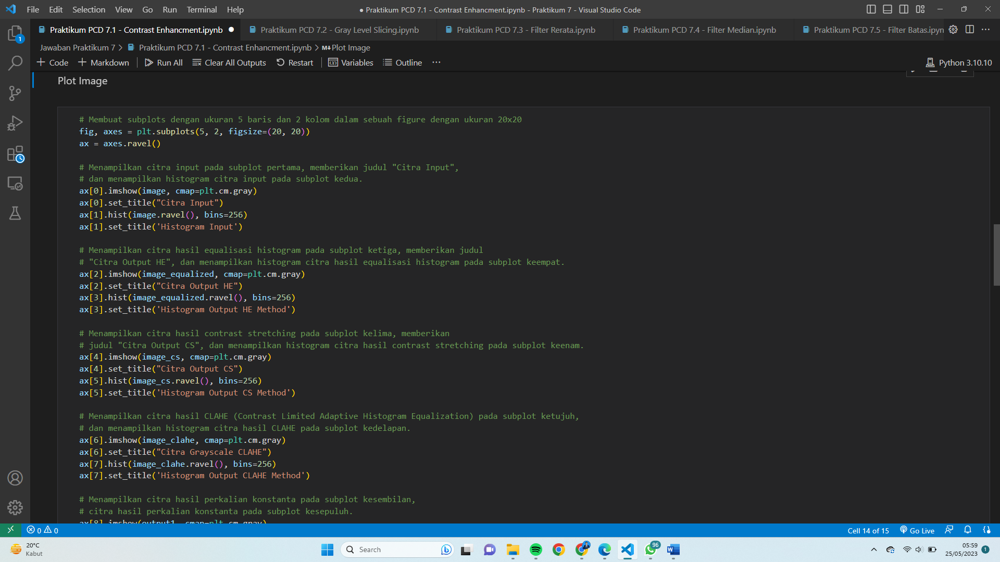 File Edit Selection View Go Run Terminal Help
● Praktikum PCD 7.1 - Contrast Enhancment.ipynb - Praktikum 7 - Visual Studio Code
Praktikum PCD 7.1 - Contrast Enhancment.ipynb ●
Praktikum PCD 7.2 - Gray Level Slicing.ipynb
Praktikum PCD 7.3 - Filter Rerata.ipynb
Praktikum PCD 7.4 - Filter Median.ipynb
Praktikum PCD 7.5 - Filter Batas.ipyn
1
Jawaban Praktikum 7 > Praktikum PCD 7.1 - Contrast Enhancment.ipynb > M↓Plot Image
+ Code + Markdown | Run All Clear All Outputs Restart | Variables Outline ···
Python 3.10.10
Plot Image
# Membuat subplots dengan ukuran 5 baris dan 2 kolom dalam sebuah figure dengan ukuran 20x20
fig, axes = plt.subplots(5, 2, figsize=(20, 20))
ax = axes.ravel()
# Menampilkan citra input pada subplot pertama, memberikan judul "Citra Input",
# dan menampilkan histogram citra input pada subplot kedua.
ax[0].imshow(image, cmap=plt.cm.gray)
ax[0].set_title("Citra Input")
ax[1].hist(image.ravel(), bins=256)
ax[1].set_title('Histogram Input')
# Menampilkan citra hasil equalisasi histogram pada subplot ketiga, memberikan judul
# "Citra Output HE", dan menampilkan histogram citra hasil equalisasi histogram pada subplot keempat.
ax[2].imshow(image_equalized, cmap=plt.cm.gray)
ax[2].set_title("Citra Output HE")
ax[3].hist(image_equalized.ravel(), bins=256)
ax[3].set_title('Histogram Output HE Method')
# Menampilkan citra hasil contrast stretching pada subplot kelima, memberikan
# judul "Citra Output CS", dan menampilkan histogram citra hasil contrast stretching pada subplot keenam.
ax[4].imshow(image_cs, cmap=plt.cm.gray)
ax[4].set_title("Citra Output CS")
ax[5].hist(image_cs.ravel(), bins=256)
ax[5].set_title('Histogram Output CS Method')
# Menampilkan citra hasil CLAHE (Contrast Limited Adaptive Histogram Equalization) pada subplot ketujuh,
# dan menampilkan histogram citra hasil CLAHE pada subplot kedelapan.
ax[6].imshow(image_clahe, cmap=plt.cm.gray)
ax[6].set_title("Citra Grayscale CLAHE")
ax[7].hist(image_clahe.ravel(), bins=256)
ax[7].set_title('Histogram Output CLAHE Method')
# Menampilkan citra hasil perkalian konstanta pada subplot kesembilan,
# citra hasil perkalian konstanta pada subplot kesepuluh.
ax[8].imshow(output1, cmap=plt.cm.gray)
0 0
Cell 14 of 15 Go Live
20°C
Kabut
Search
96
05:59
25/05/2023
1